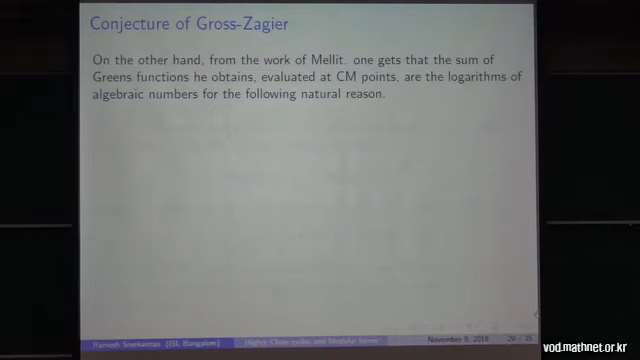 Conjecture of Gross-Zagier
On the other hand, from the work of Mellit. one gets that the sum of
Greens functions he obtains, evaluated at CM points, are the logarithms of
algebraic numbers for the following natural reason.
Ramesh Sreekantan (ISI, Bangalore) Higher Chow cycles and Modular forms November 8, 2018 29 / 35
vod.mathnet.or.kr